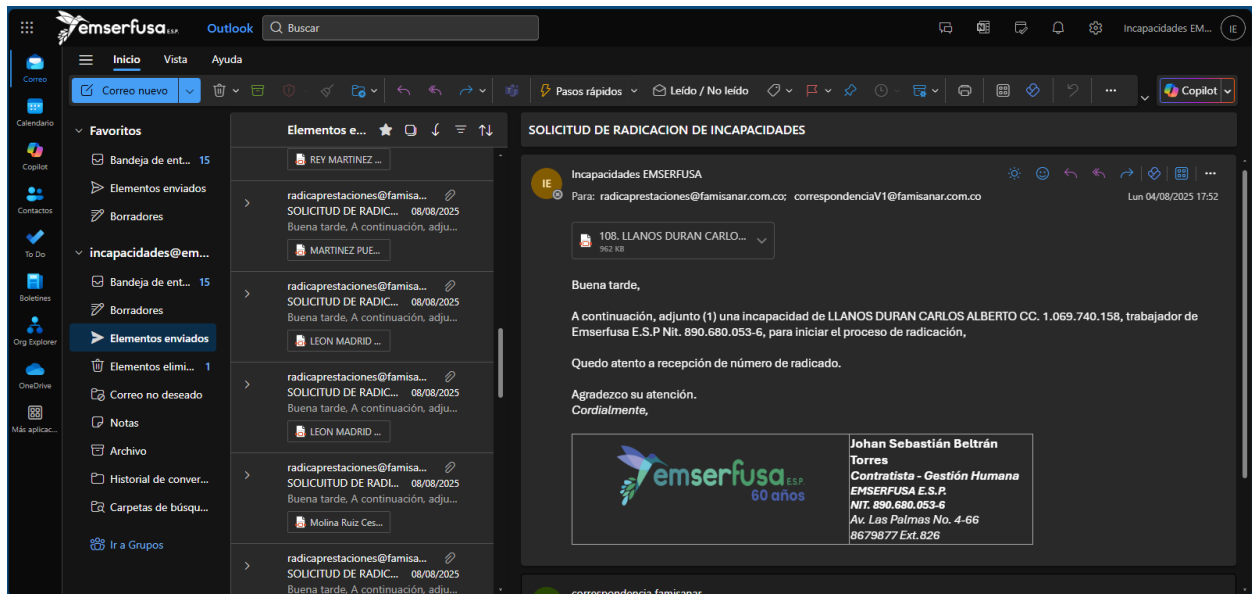 emserfusa E.S.P.
Outlook
Buscar
Incapacidades EM...
IE
Inicio
Vista
Ayuda
Correo nuevo
Pasos rápidos
Leído / No leído
...
Copilot
Correo
Calendario
Copilot
Contactos
To Do
Boletines
Org Explorer
OneDrive
Más aplicac...
Favoritos
Bandeja de ent... 15
Elementos enviados
Borradores
incapacidades@em...
Bandeja de ent... 15
Borradores
Elementos enviados
Elementos elimi... 1
Correo no deseado
Notas
Archivo
Historial de conver...
Carpetas de búsqu...
Ir a Grupos
Elementos e...
REY MARTINEZ ...
radicaprestaciones@famisa...
SOLICITUD DE RADIC... 08/08/2025
Buena tarde, A continuación, adju...
MARTINEZ PUE...
radicaprestaciones@famisa...
SOLICITUD DE RADIC... 08/08/2025
Buena tarde, A continuación, adju...
LEON MADRID ...
radicaprestaciones@famisa...
SOLICITUD DE RADIC... 08/08/2025
Buena tarde, A continuación, adju...
LEON MADRID ...
radicaprestaciones@famisa...
SOLICUITUD DE RADI... 08/08/2025
Buena tarde, A continuación, adju...
Molina Ruiz Ces...
radicaprestaciones@famisa...
SOLICITUD DE RADIC... 08/08/2025
Buena tarde, A continuación, adju...
SOLICITUD DE RADICACION DE INCAPACIDADES
IE
Incapacidades EMSERFUSA
Para: radicaprestaciones@famisanar.com.co; correspondenciaV1@famisanar.com.co
Lun 04/08/2025 17:52
108. LLANOS DURAN CARLO...
962 KB
Buena tarde,
A continuación, adjunto (1) una incapacidad de LLANOS DURAN CARLOS ALBERTO CC. 1.069.740.158, trabajador de
Emserfusa E.S.P Nit. 890.680.053-6, para iniciar el proceso de radicación,
Quedo atento a recepción de número de radicado.
Agradezco su atención.
Cordialmente,
emserfusa E.S.P.
60 años
Johan Sebastián Beltrán
Torres
Contratista - Gestión Humana
EMSERFUSA E.S.P.
NIT. 890.680.053-6
Av. Las Palmas No. 4-66
8679877 Ext.826
correspondencia famisanar